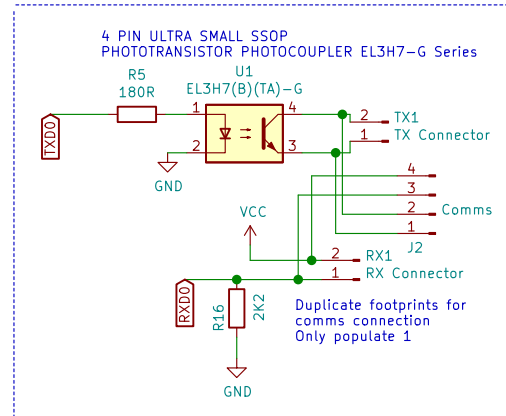 4 PIN ULTRA SMALL SSOP
PHOTOTRANSISTOR PHOTOCOUPLER EL3H7-G Series
R5
180R
U1
EL3H7(B)(TA)-G
TXD0
1
2
4
3
GND
2
1
TX1
TX Connector
4
3
2
1
Comms
J2
VCC
2
1
RX1
RX Connector
RXD0
R16
2K2
GND
Duplicate footprints for
comms connection
Only populate 1